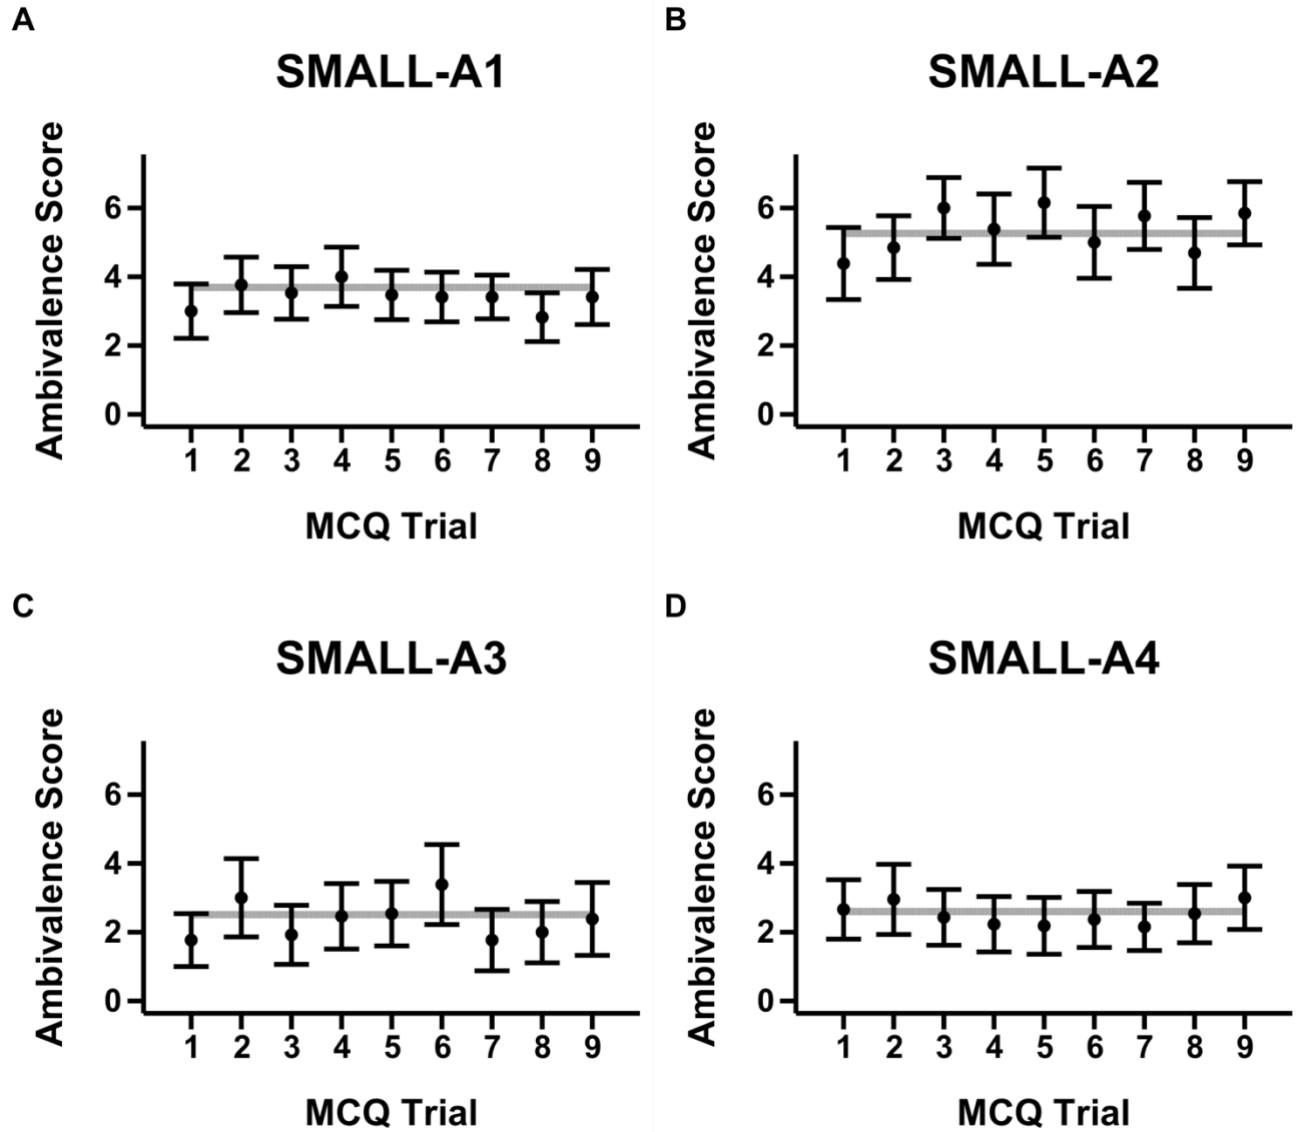 A
SMALL-A1
Ambivalence Score
6
4
2
0
1 2 3 4 5 6 7 8 9
MCQ Trial
B
SMALL-A2
Ambivalence Score
6
4
2
0
1 2 3 4 5 6 7 8 9
MCQ Trial
C
SMALL-A3
Ambivalence Score
6
4
2
0
1 2 3 4 5 6 7 8 9
MCQ Trial
D
SMALL-A4
Ambivalence Score
6
4
2
0
1 2 3 4 5 6 7 8 9
MCQ Trial